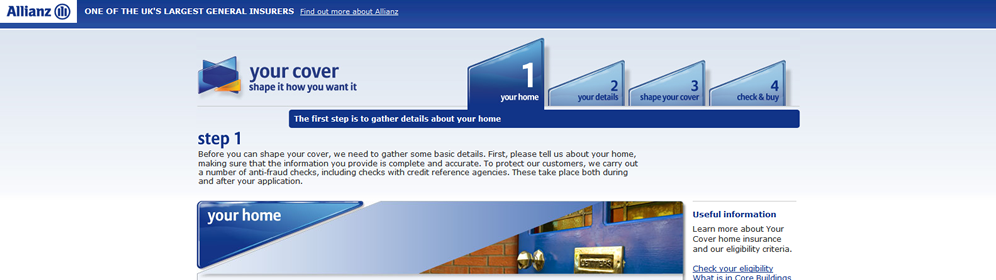 Allianz
ONE OF THE UK'S LARGEST GENERAL INSURERS Find out more about Allianz
your cover
shape it how you want it
1
your home
2
your details
3
shape your cover
4
check & buy
The first step is to gather details about your home
step 1
Before you can shape your cover, we need to gather some basic details. First, please tell us about your home,
making sure that the information you provide is complete and accurate. To protect our customers, we carry out
a number of anti-fraud checks, including checks with credit reference agencies. These take place both during
and after your application.
your home
LETTERS
Useful information
Learn more about Your
Cover home insurance
and our eligibility criteria.
Check your eligibility
What is in Core Buildings